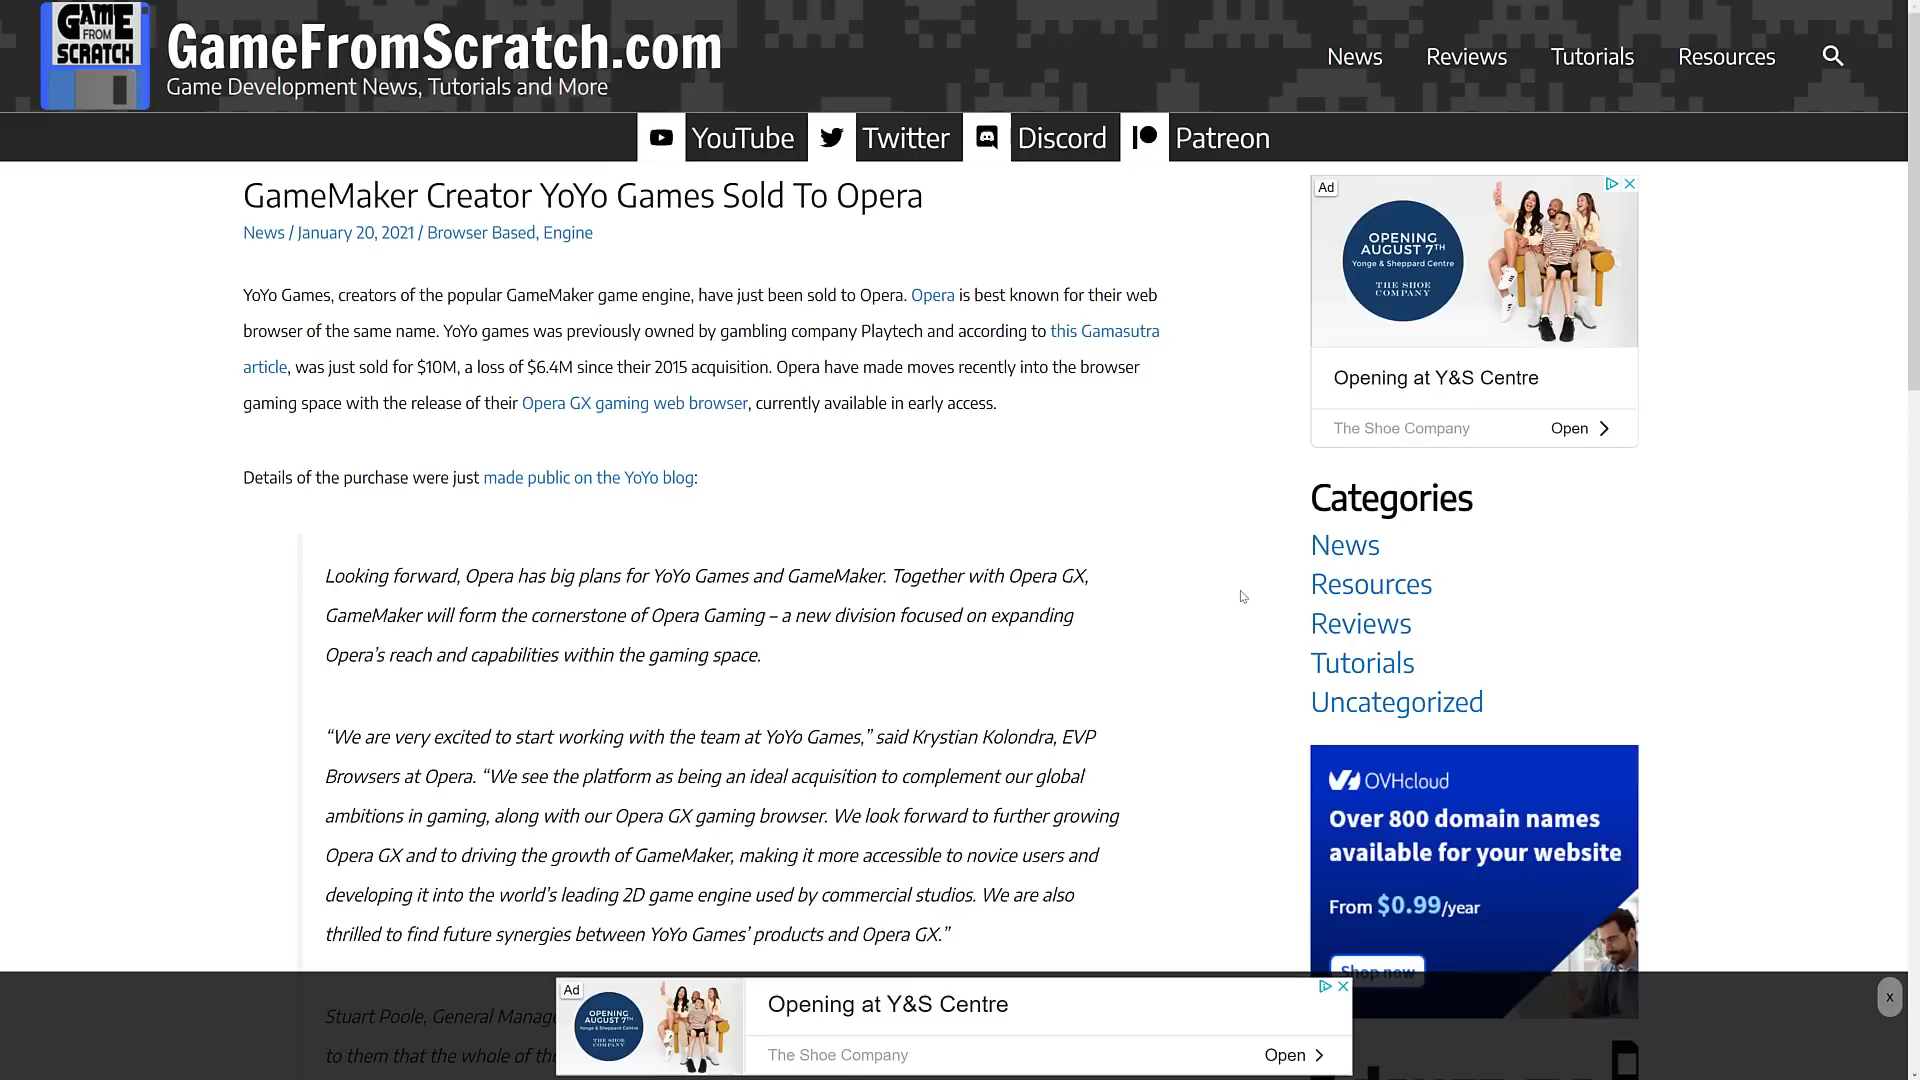 GAME
FROM
SCRATCH
GameFromScratch.com
Game Development News, Tutorials and More
News
Reviews
Tutorials
Resources
YouTube
Twitter
Discord
Patreon
GameMaker Creator YoYo Games Sold To Opera
News / January 20, 2021 / Browser Based, Engine
YoYo Games, creators of the popular GameMaker game engine, have just been sold to Opera. Opera is best known for their web
browser of the same name. YoYo games was previously owned by gambling company Playtech and according to this Gamasutra
article, was just sold for $10M, a loss of $6.4M since their 2015 acquisition. Opera have made moves recently into the browser
gaming space with the release of their Opera GX gaming web browser, currently available in early access.
Details of the purchase were just made public on the YoYo blog:
Looking forward, Opera has big plans for YoYo Games and GameMaker. Together with Opera GX,
GameMaker will form the cornerstone of Opera Gaming – a new division focused on expanding
Opera’s reach and capabilities within the gaming space.
“We are very excited to start working with the team at YoYo Games,” said Krystian Kolondra, EVP
Browsers at Opera. “We see the platform as being an ideal acquisition to complement our global
ambitions in gaming, along with our Opera GX gaming browser. We look forward to further growing
Opera GX and to driving the growth of GameMaker, making it more accessible to novice users and
developing it into the world’s leading 2D game engine used by commercial studios. We are also
thrilled to find future synergies between YoYo Games’ products and Opera GX.”
Stuart Poole, General
to them that the whole of
Ad
OPENING
AUGUST 7TH
Yonge & Sheppard Centre
THE SHOE
COMPANY
Opening at Y&S Centre
The Shoe Company
Open
Categories
News
Resources
Reviews
Tutorials
Uncategorized
OVHcloud
Over 800 domain names
available for your website
From $0.99/year
Shop now
Ad
OPENING
AUGUST 7TH
Yonge & Sheppard Centre
THE SHOE
COMPANY
Opening at Y&S Centre
The Shoe Company
Open
x